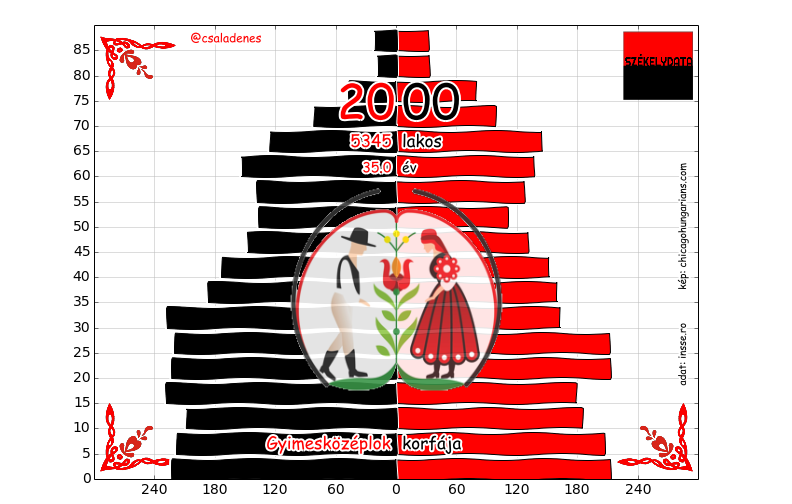 @csaladenes
SZÉKELYDATA
2000
5345 lakos
35.0 év
kép: chicagohungarians.com
adat: insse.ro
Gyimesközéplok korfája
85
80
75
70
65
60
55
50
45
40
35
30
25
20
15
10
5
0
240 180 120 60 0 60 120 180 240